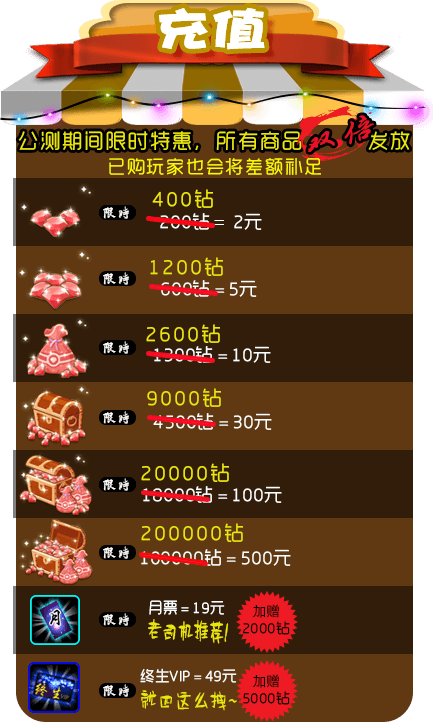 充值
公测期间限时特惠，所有商品双倍发放
已购玩家也会将差额补足
400钻
限时 200钻 = 2元
1200钻
限时 600钻 = 5元
2600钻
限时 1300钻 = 10元
9000钻
限时 4500钻 = 30元
20000钻
限时 18000钻 = 100元
200000钻
限时 100000钻 = 500元
月
限时
月票 = 19元
老司机推荐!
加赠
2000钻
终生VIP
限时
终生VIP = 49元
就四这么拽~
加赠
5000钻